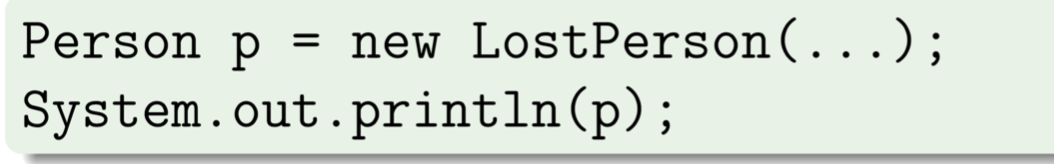 Person p = new LostPerson(...);
System.out.println(p);